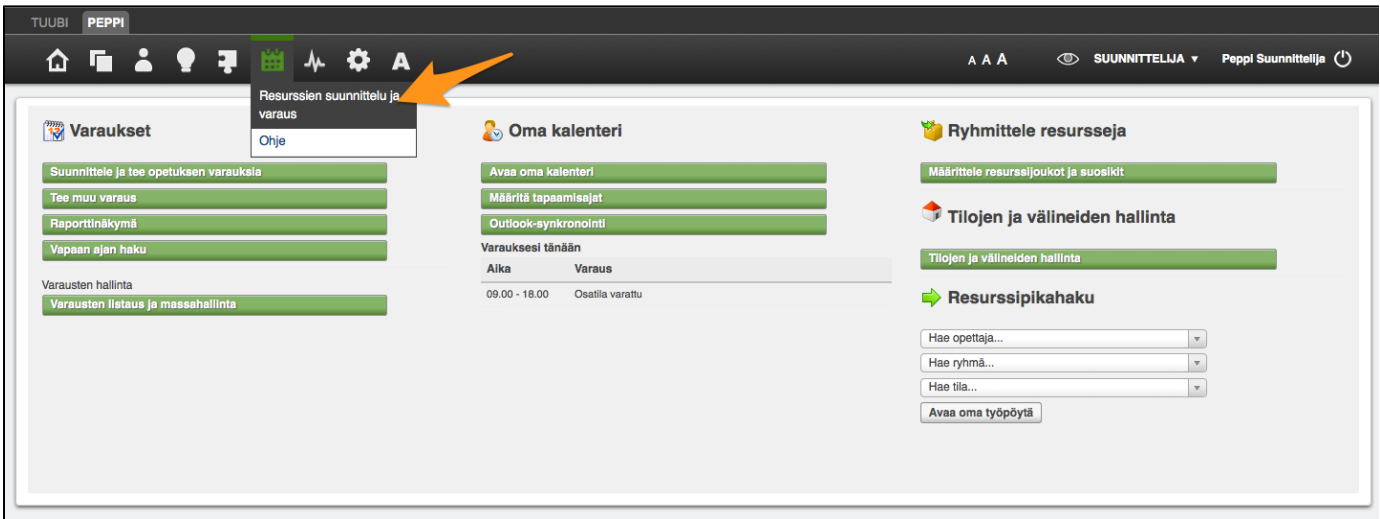 TUUBI PEPPI
A A A A SUUNNITTELIJA ▼ Peppi Suunnittelija
Resurssien suunnittelu ja
varaus
Ohje
Varaukset
Suunnittele ja tee opetuksen varauksia
Tee muu varaus
Raporttinäkymä
Vapaan ajan haku
Varausten hallinta
Varausten listaus ja massahallinta
Oma kalenteri
Avaa oma kalenteri
Määritä tapaamisajat
Outlook-synkronointi
Varauksesi tänään
Aika Varaus
09.00 - 18.00 Osatila varattu
Ryhmittele resursseja
Määrittele resurssijoukot ja suosikit
Tilojen ja välineiden hallinta
Tilojen ja välineiden hallinta
Resurssipikahaku
Hae opettaja...
Hae ryhmä...
Hae tila...
Avaa oma työpöytä